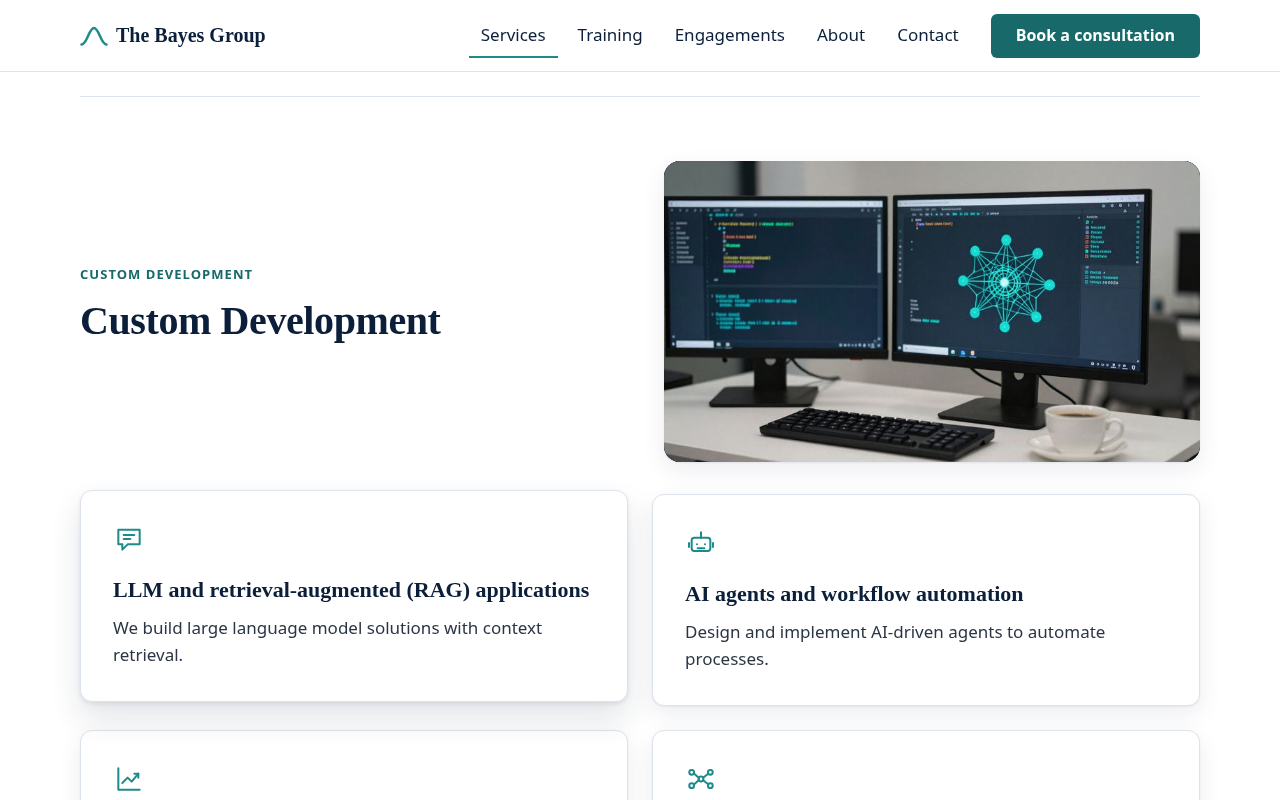 The Bayes Group
Services
Training
Engagements
About
Contact
Book a consultation
CUSTOM DEVELOPMENT
Custom Development
LLM and retrieval-augmented (RAG) applications
We build large language model solutions with context
retrieval.
AI agents and workflow automation
Design and implement AI-driven agents to automate
processes.